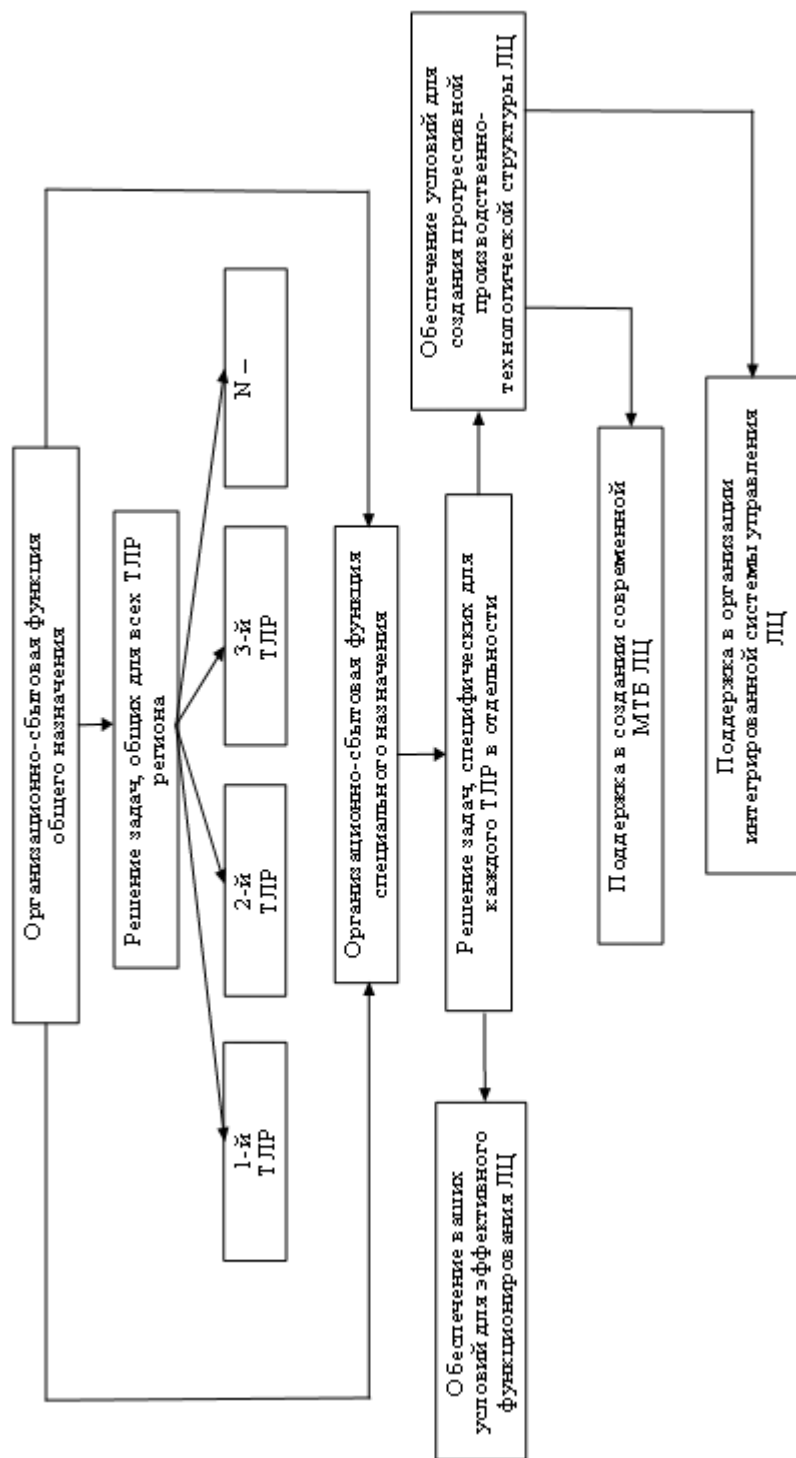 Организационно-сбытовая функция
общего назначения
Решение задач, общих для всех ТЛР
региона
1-й
ТЛР
2-й
ТЛР
3-й
ТЛР
N –
Организационно-сбытовая функция
специального назначения
Решение задач, специфических для
каждого ТЛР в отдельности
Обеспечение ваших
условий для эффективного
функционирования ЛЦ
Обеспечение условий для
создания прогрессивной
производственно-
технологической структуры ЛЦ
Поддержка в создании современной
МТБ ЛЦ
Поддержка в организации
интегрированной системы управления
ЛЦ